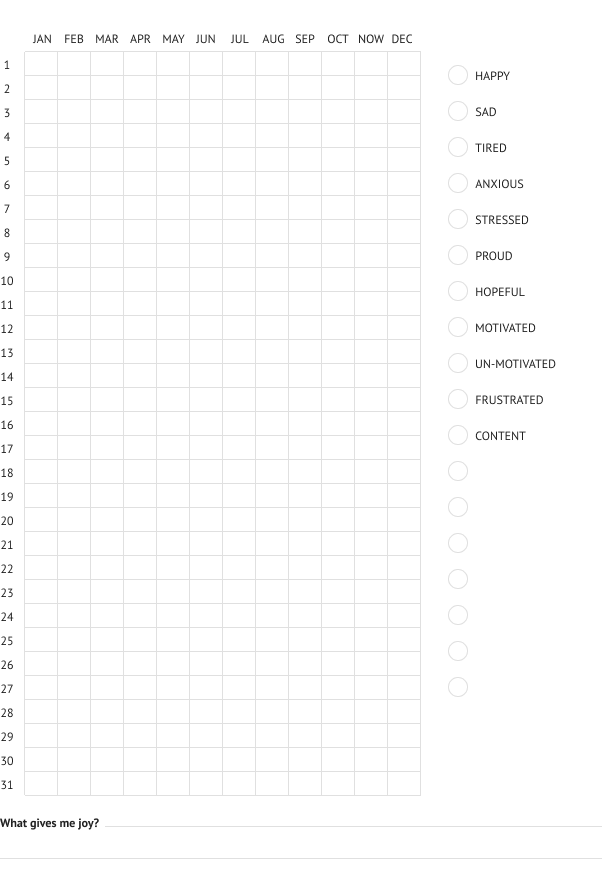 JAN FEB MAR APR MAY JUN JUL AUG SEP OCT NOW DEC
1
2
3
4
5
6
7
8
9
10
11
12
13
14
15
16
17
18
19
20
21
22
23
24
25
26
27
28
29
30
31
HAPPY
SAD
TIRED
ANXIOUS
STRESSED
PROUD
HOPEFUL
MOTIVATED
UN-MOTIVATED
FRUSTRATED
CONTENT
What gives me joy?